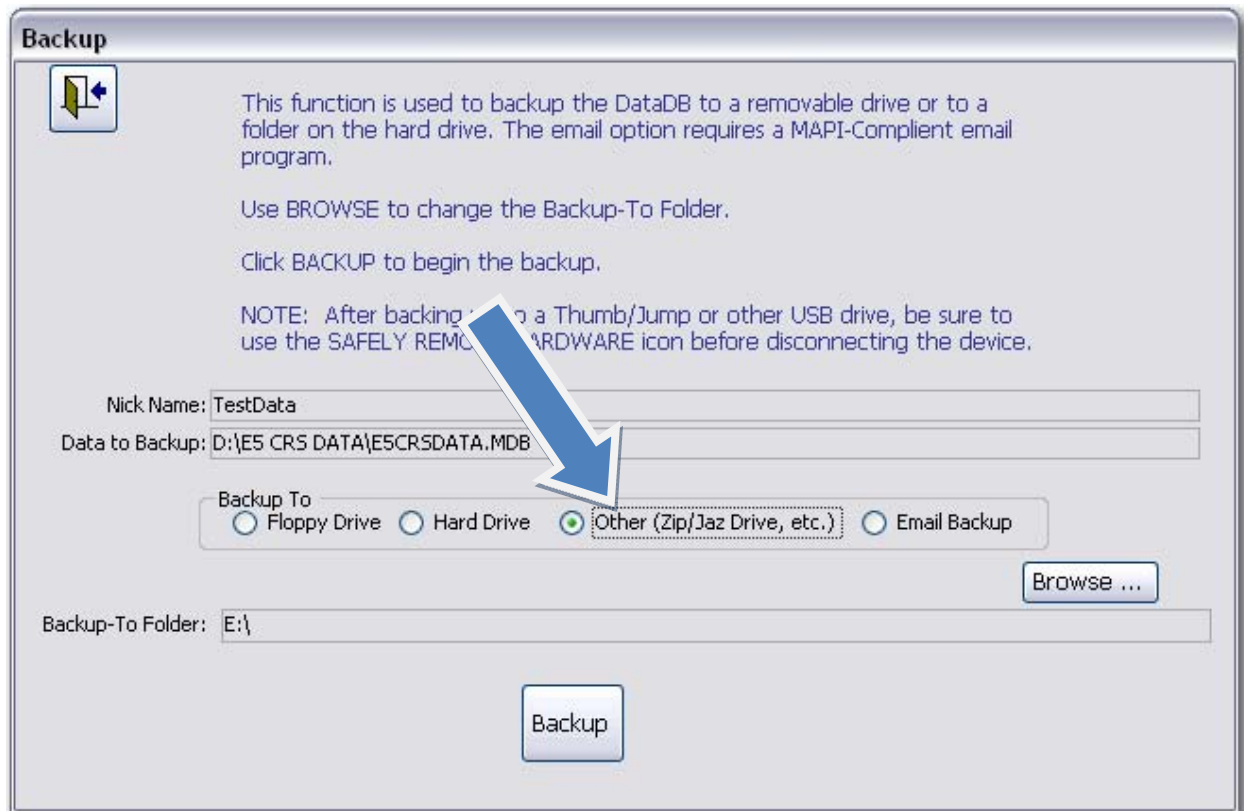 Backup
This function is used to backup the DataDB to a removable drive or to a
folder on the hard drive. The email option requires a MAPI-Complient email
program.
Use BROWSE to change the Backup-To Folder.
Click BACKUP to begin the backup.
NOTE: After backing a Thumb/Jump or other USB drive, be sure to
use the SAFELY icon before disconnecting the device.
Nick Name: TestData
Data to Backup: D:\E5 CRS DATA\E5CRSDATA.MDB
Backup To
Floppy Drive Hard Drive Other (Zip/Jaz Drive, etc.) Email Backup
Browse ...
Backup-To Folder: E:\
Backup